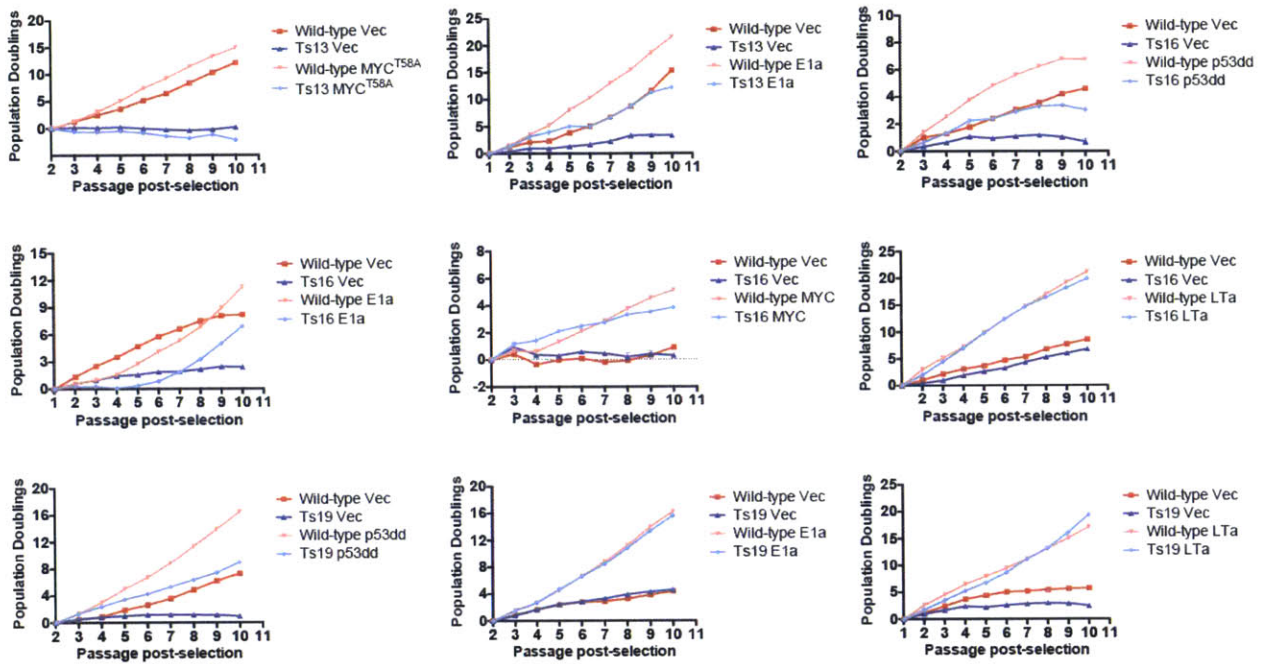 Population Doublings
20
15
10
5
0
2 3 4 5 6 7 8 9 10 11
Passage post-selection
Wild-type Vec
Ts13 Vec
Wild-type MYC^T58A
Ts13 MYC^T58A
Population Doublings
25
20
15
10
5
0
1 2 3 4 5 6 7 8 9 10 11
Passage post-selection
Wild-type Vec
Ts13 Vec
Wild-type E1a
Ts13 E1a
Population Doublings
10
8
6
4
2
0
2 3 4 5 6 7 8 9 10 11
Passage post-selection
Wild-type Vec
Ts16 Vec
Wild-type p53dd
Ts16 p53dd
Population Doublings
15
12
9
6
3
0
1 2 3 4 5 6 7 8 9 10 11
Passage post-selection
Wild-type Vec
Ts16 Vec
Wild-type E1a
Ts16 E1a
Population Doublings
8
6
4
2
0
-2
2 3 4 5 6 7 8 9 10 11
Passage post-selection
Wild-type Vec
Ts16 Vec
Wild-type MYC
Ts16 MYC
Population Doublings
25
20
15
10
5
0
2 3 4 5 6 7 8 9 10 11
Passage post-selection
Wild-type Vec
Ts16 Vec
Wild-type LTa
Ts16 LTa
Population Doublings
20
16
12
8
4
0
2 3 4 5 6 7 8 9 10 11
Passage post-selection
Wild-type Vec
Ts19 Vec
Wild-type p53dd
Ts19 p53dd
Population Doublings
20
16
12
8
4
0
2 3 4 5 6 7 8 9 10 11
Passage post-selection
Wild-type Vec
Ts19 Vec
Wild-type E1a
Ts19 E1a
Population Doublings
25
20
15
10
5
0
1 2 3 4 5 6 7 8 9 10 11
Passage post-selection
Wild-type Vec
Ts19 Vec
Wild-type LTa
Ts19 LTa